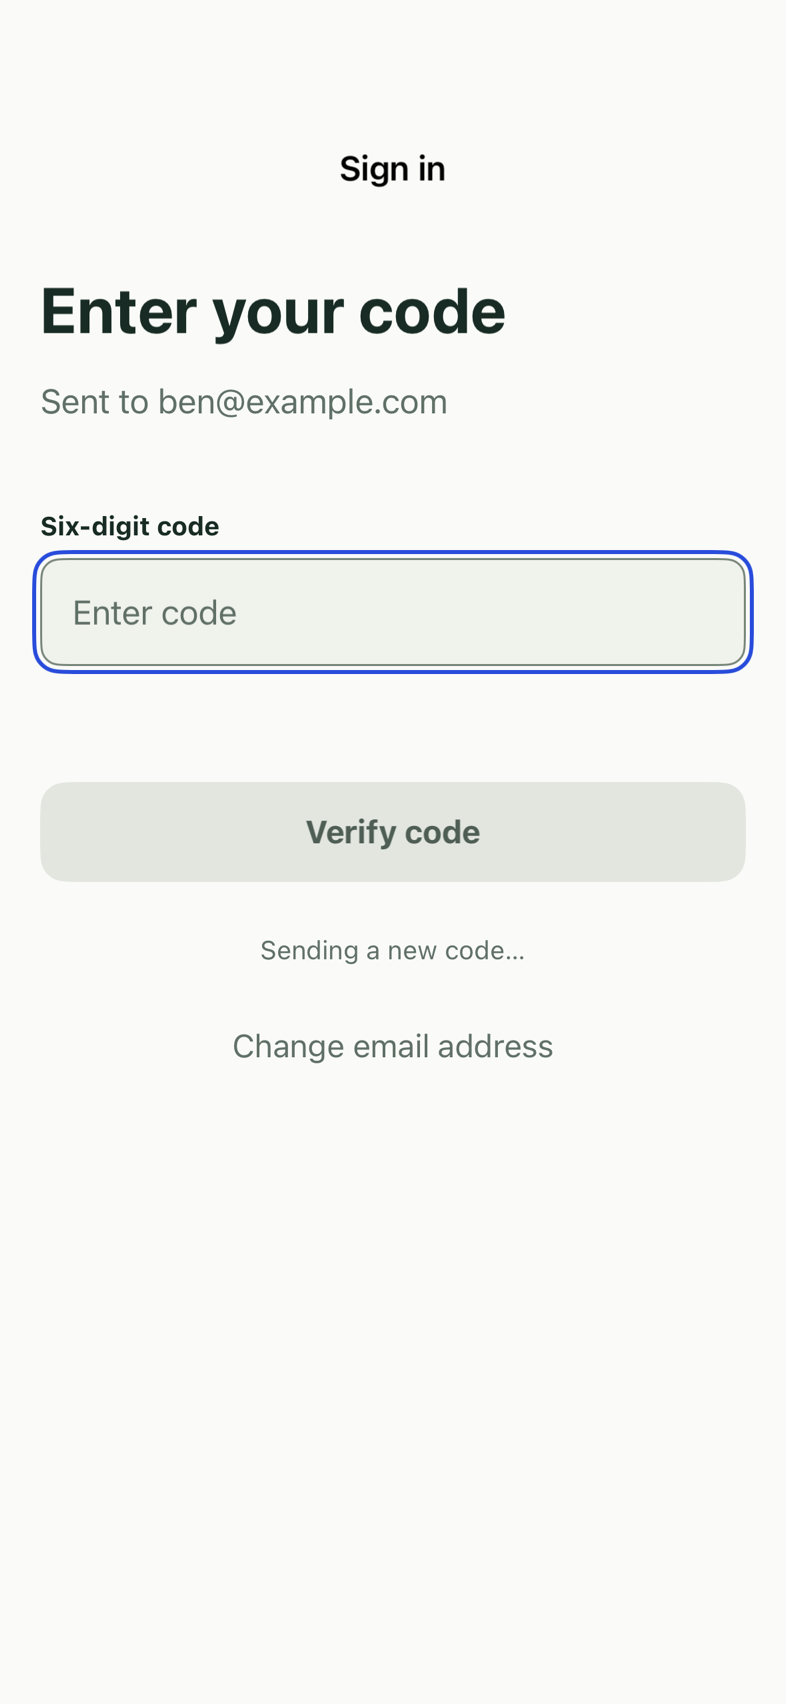 Sign in
Enter your code
Sent to ben@example.com
Six-digit code
Enter code
Verify code
Sending a new code…
Change email address